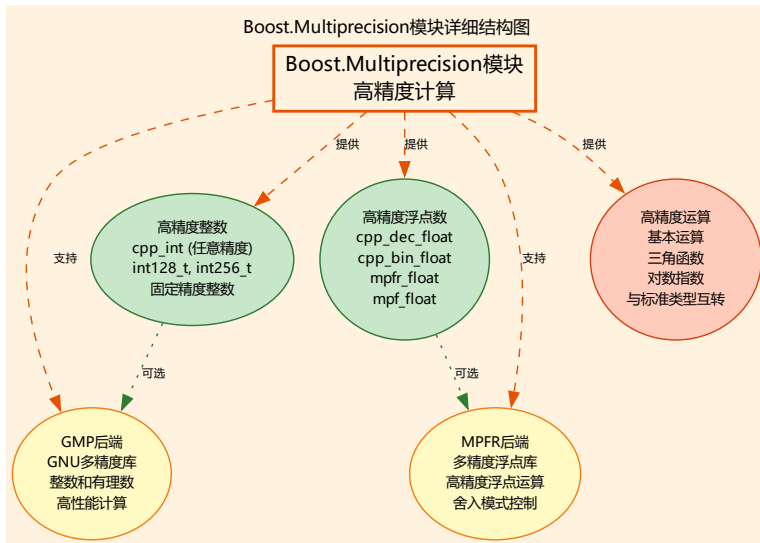 Boost.Multiprecision模块详细结构图
Boost.Multiprecision模块
高精度计算
提供
提供
提供
高精度整数
cpp_int (任意精度)
int128_t, int256_t
固定精度整数
高精度浮点数
cpp_dec_float
cpp_bin_float
mpfr_float
mpf_float
高精度运算
基本运算
三角函数
对数指数
与标准类型互转
支持
支持
可选
可选
GMP后端
GNU多精度库
整数和有理数
高性能计算
MPFR后端
多精度浮点库
高精度浮点运算
舍入模式控制